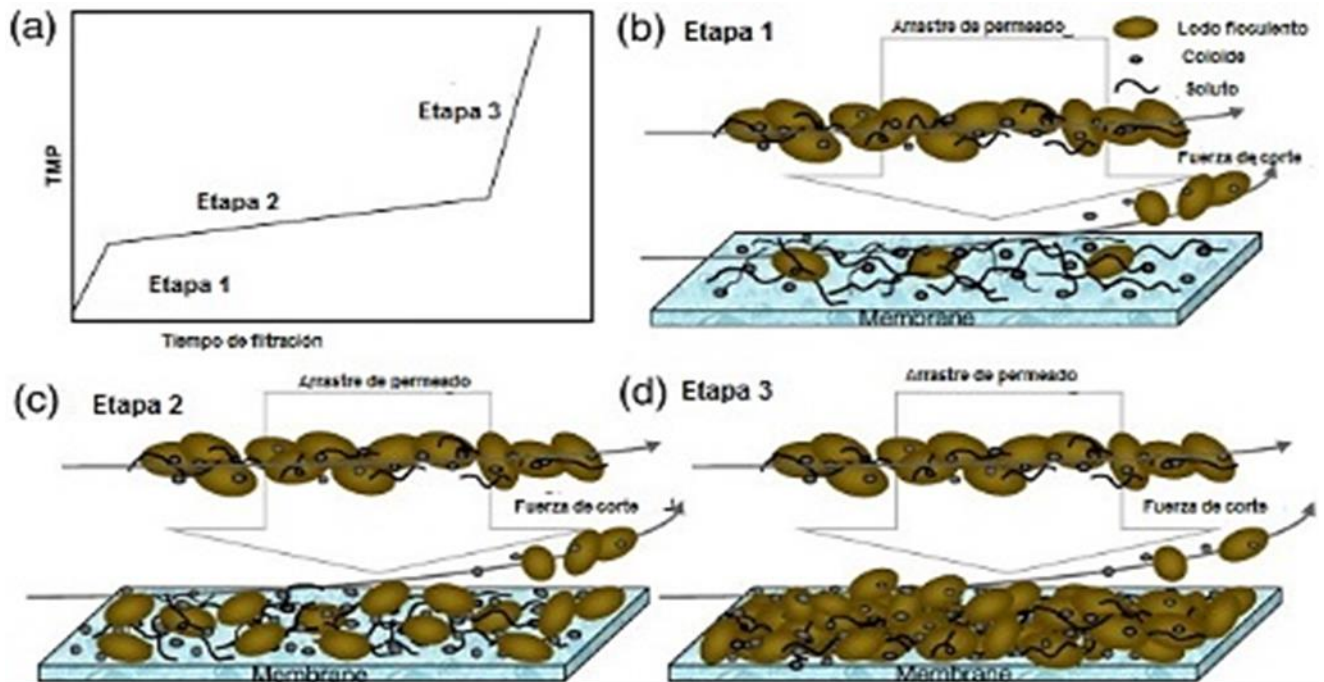 (a)
TMP
Etapa 1
Etapa 2
Etapa 3
Tiempo de filtración
(b) Etapa 1
Arrastre de permeado
Lodo floculento
Coloide
Soluto
Fuerza de corte
Membrane
(c) Etapa 2
Arrastre de permeado
Fuerza de corte
Membrane
(d) Etapa 3
Arrastre de permeado
Fuerza de corte
Membrane